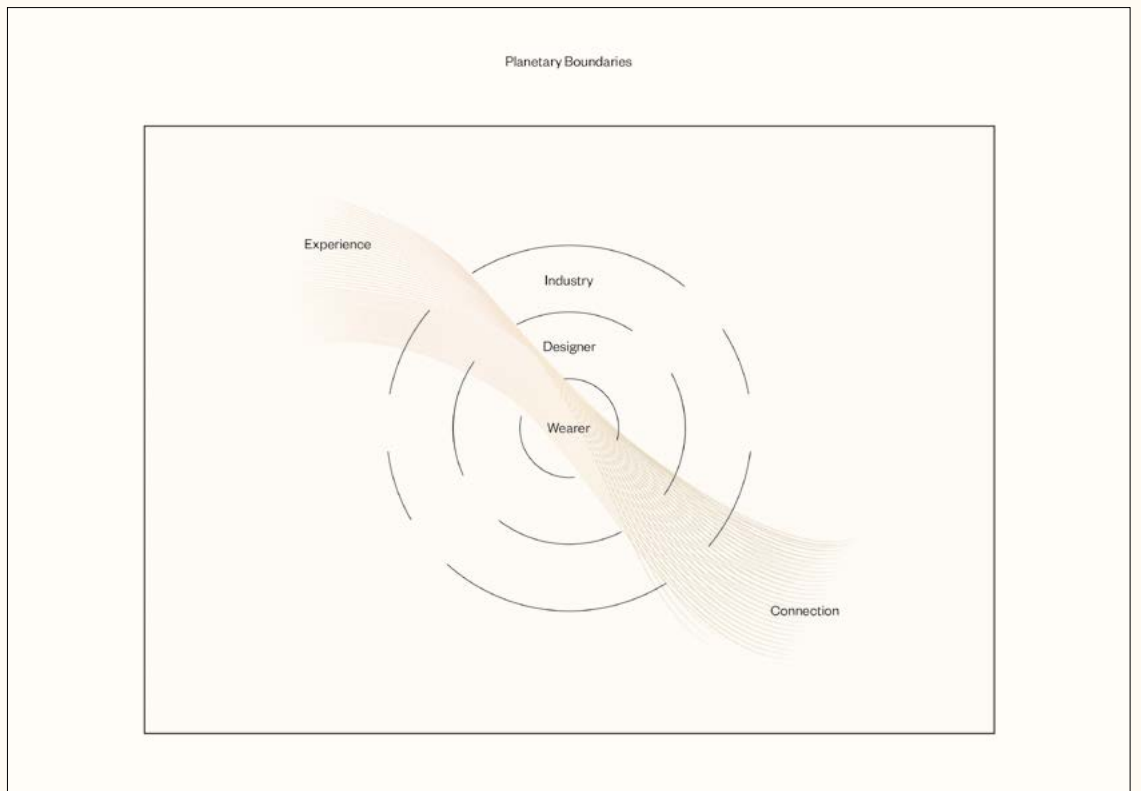 Planetary Boundaries
Experience
Industry
Designer
Wearer
Connection